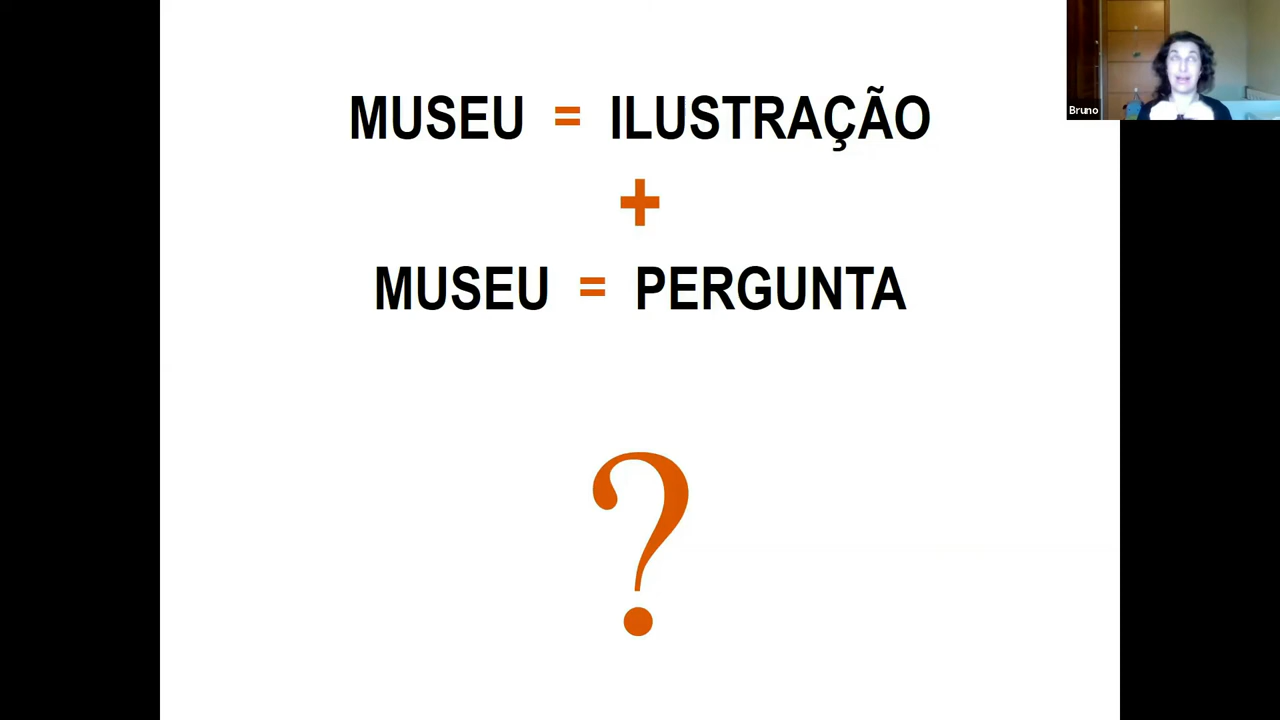 MUSEU = ILUSTRAÇÃO
+
MUSEU = PERGUNTA
?
Bruno